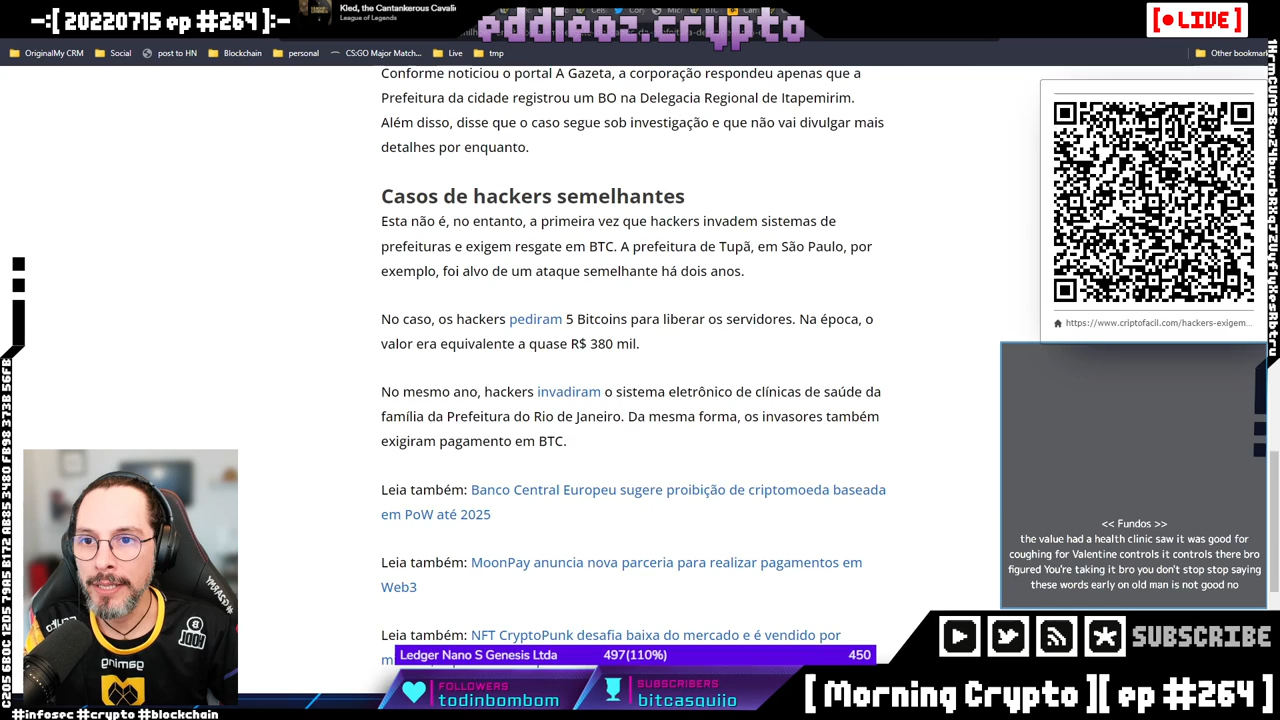 -:[ 20220715 ep #264 ]:-
Kled, the Cantankerous Cavalie
League of Legends
eddieoz.crypto
[ • LIVE ]
OriginalMy CRM
Social
post to HN
Blockchain
personal
CS:GO Major Match...
Live
tmp
Other bookmar
Conforme noticiou o portal A Gazeta, a corporação respondeu apenas que a
Prefeitura da cidade registrou um BO na Delegacia Regional de Itapemirim.
Além disso, disse que o caso segue sob investigação e que não vai divulgar mais
detalhes por enquanto.
Casos de hackers semelhantes
Esta não é, no entanto, a primeira vez que hackers invadem sistemas de
prefeituras e exigem resgate em BTC. A prefeitura de Tupã, em São Paulo, por
exemplo, foi alvo de um ataque semelhante há dois anos.
No caso, os hackers pediram 5 Bitcoins para liberar os servidores. Na época, o
valor era equivalente a quase R$ 380 mil.
No mesmo ano, hackers invadiram o sistema eletrônico de clínicas de saúde da
família da Prefeitura do Rio de Janeiro. Da mesma forma, os invasores também
exigiram pagamento em BTC.
Leia também: Banco Central Europeu sugere proibição de criptomoeda baseada
em PoW até 2025
Leia também: MoonPay anuncia nova parceria para realizar pagamentos em
Web3
Leia também: NFT CryptoPunk desafia baixa do mercado e é vendido por
https://www.criptofacil.com/hackers-exigem...
<< Fundos >>
the value had a health clinic saw it was good for
coughing for Valentine controls it controls there bro
figured You're taking it bro you don't stop stop saying
these words early on old man is not good no
Ledger Nano S Genesis Ltda 497(110%) 450
FOLLOWERS
todinbombom
SUBSCRIBERS
bitcasquijo
SUBSCRIBE
[ Morning Crypto ][ ep #264 ]
#infosec #crypto #blockchain